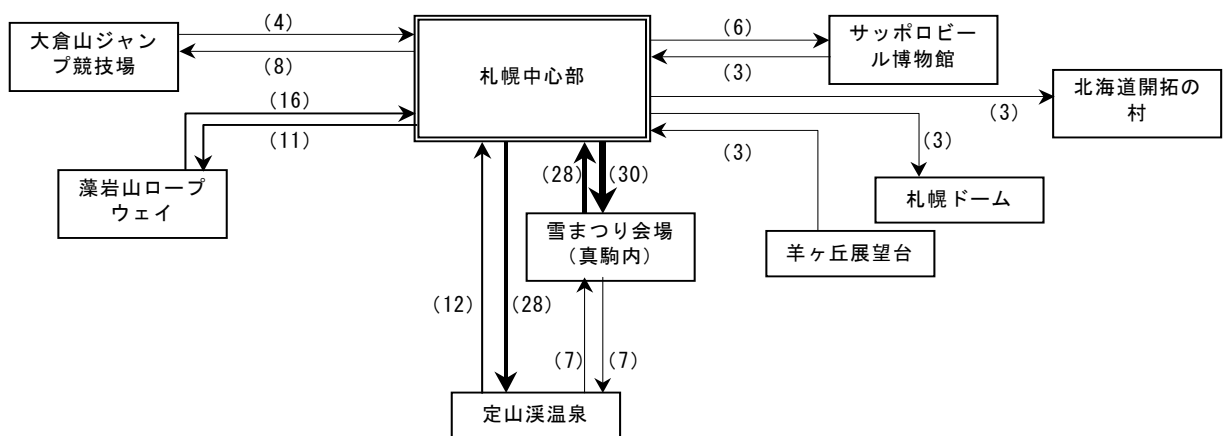 大倉山ジャン
プ競技場
(4)
(8)
札幌中心部
(6)
(3)
サッポロビー
ル博物館
(3)
北海道開拓の
村
(16)
(11)
藻岩山ロープ
ウェイ
(3)
札幌ドーム
(3)
羊ヶ丘展望台
(28)
(30)
雪まつり会場
(真駒内)
(12)
(28)
(7)
(7)
定山渓温泉